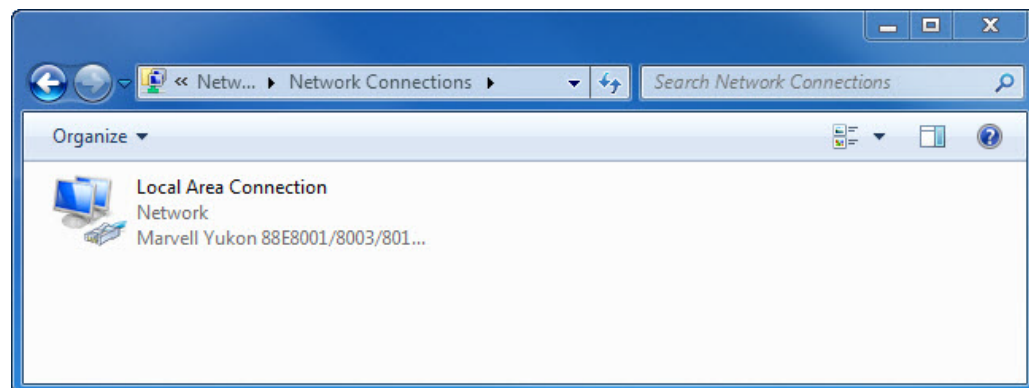 « Netw... Network Connections Search Network Connections
Organize
Local Area Connection
Network
Marvell Yukon 88E8001/8003/801...